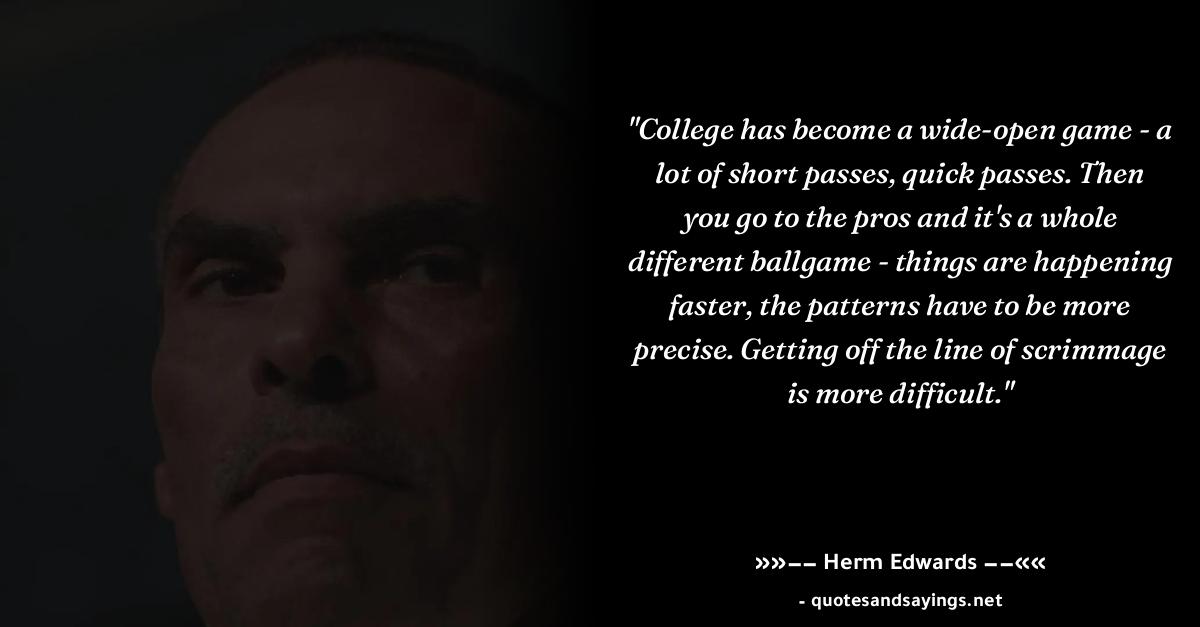 "College has become a wide-open game - a
lot of short passes, quick passes. Then
you go to the pros and it's a whole
different ballgame - things are happening
faster, the patterns have to be more
precise. Getting off the line of scrimmage
is more difficult."
»»−− Herm Edwards −−««
- quotesandsayings.net